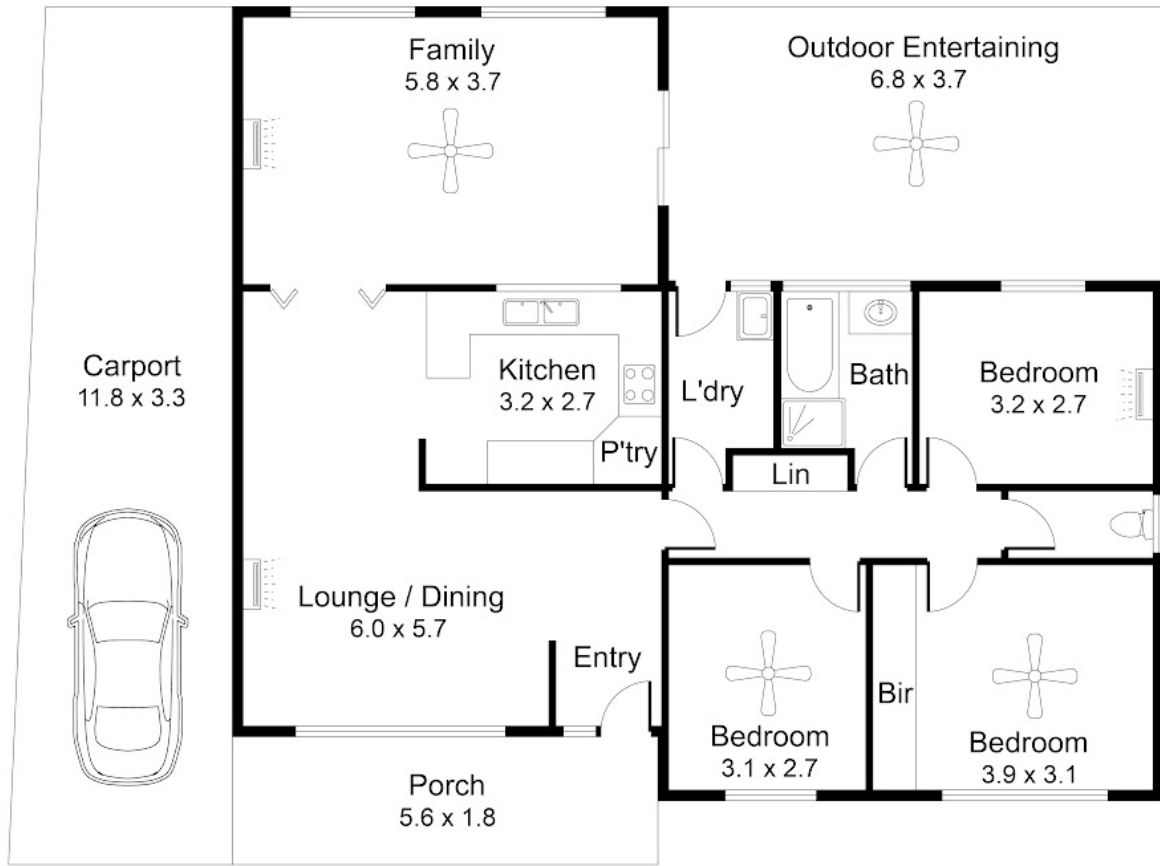 Family
5.8 x 3.7
Outdoor Entertaining
6.8 x 3.7
Carport
11.8 x 3.3
Kitchen
3.2 x 2.7
P'try
L'dry
Bath
Bedroom
3.2 x 2.7
Lin
Lounge / Dining
6.0 x 5.7
Entry
Bir
Bedroom
3.1 x 2.7
Bedroom
3.9 x 3.1
Porch
5.6 x 1.8